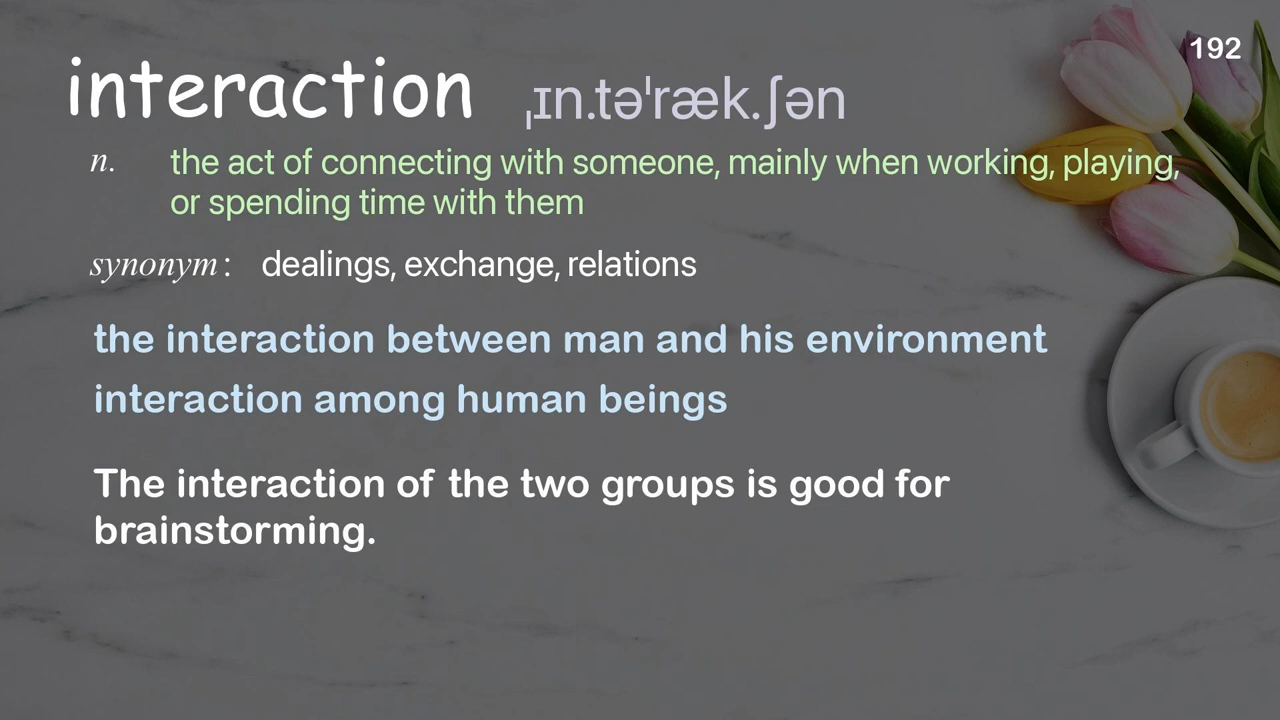 192
interaction ˌɪn.təˈræk.ʃən
n. the act of connecting with someone, mainly when working, playing,
or spending time with them
synonym: dealings, exchange, relations
the interaction between man and his environment
interaction among human beings
The interaction of the two groups is good for
brainstorming.